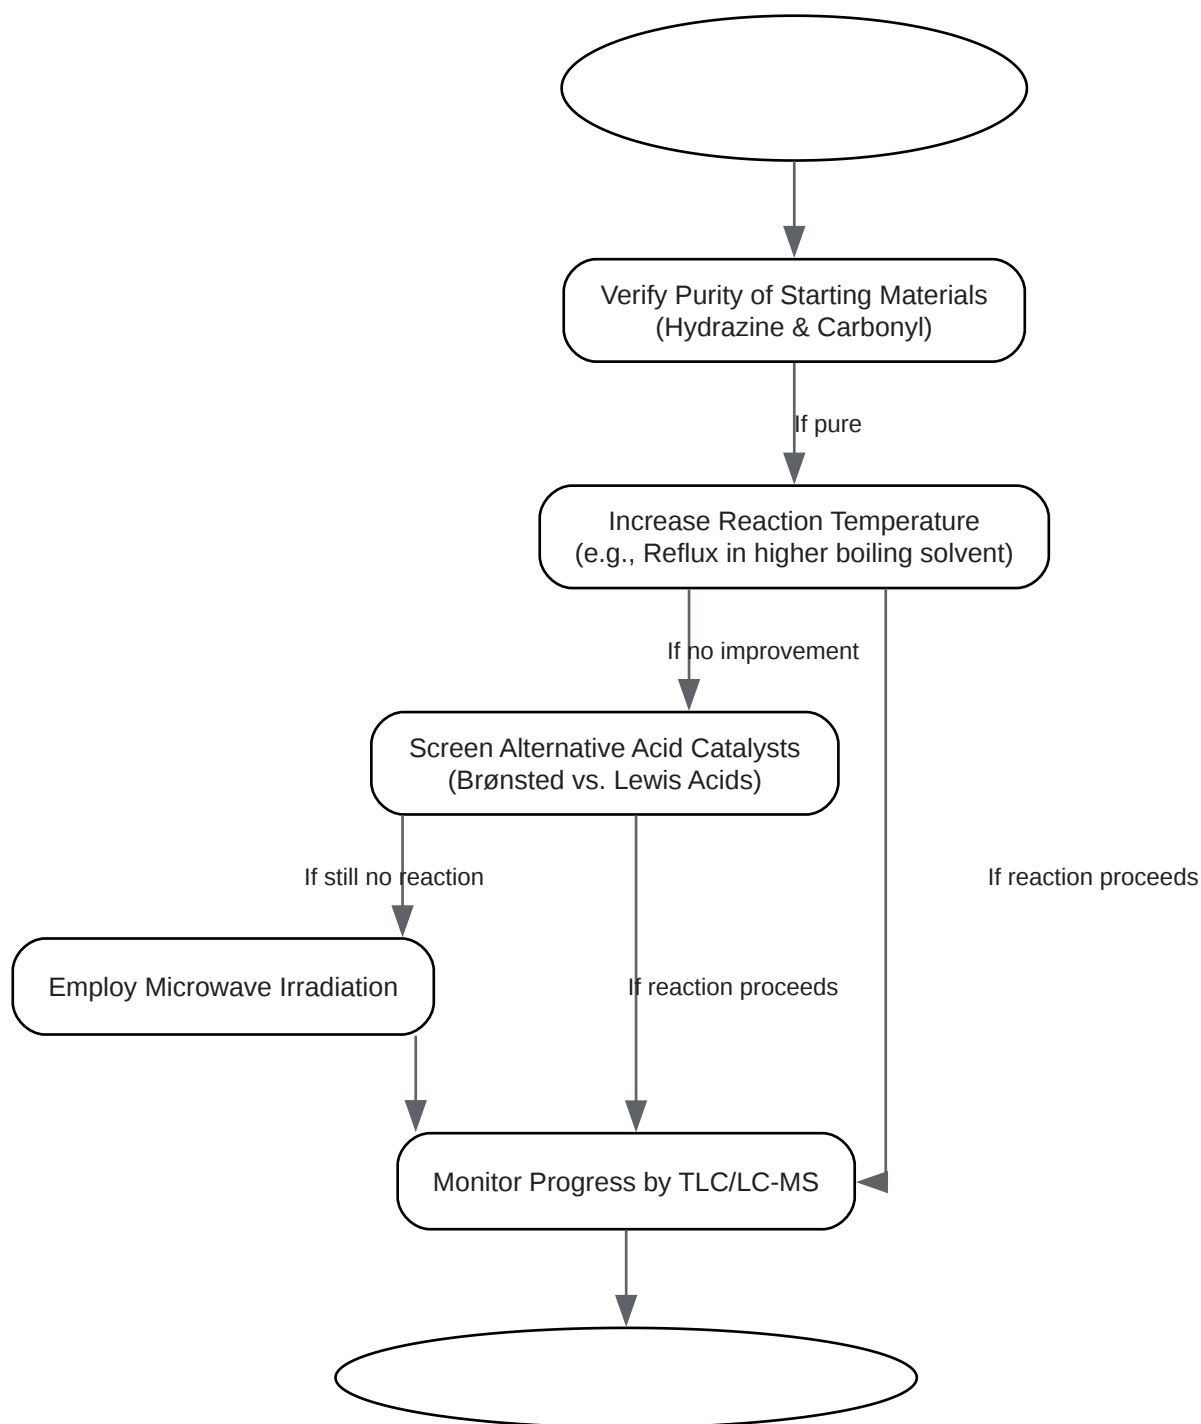 Verify Purity of Starting Materials
(Hydrazine & Carbonyl)
If pure
Increase Reaction Temperature
(e.g., Reflux in higher boiling solvent)
If no improvement
Screen Alternative Acid Catalysts
(Brønsted vs. Lewis Acids)
If still no reaction
If reaction proceeds
Employ Microwave Irradiation
If reaction proceeds
Monitor Progress by TLC/LC-MS